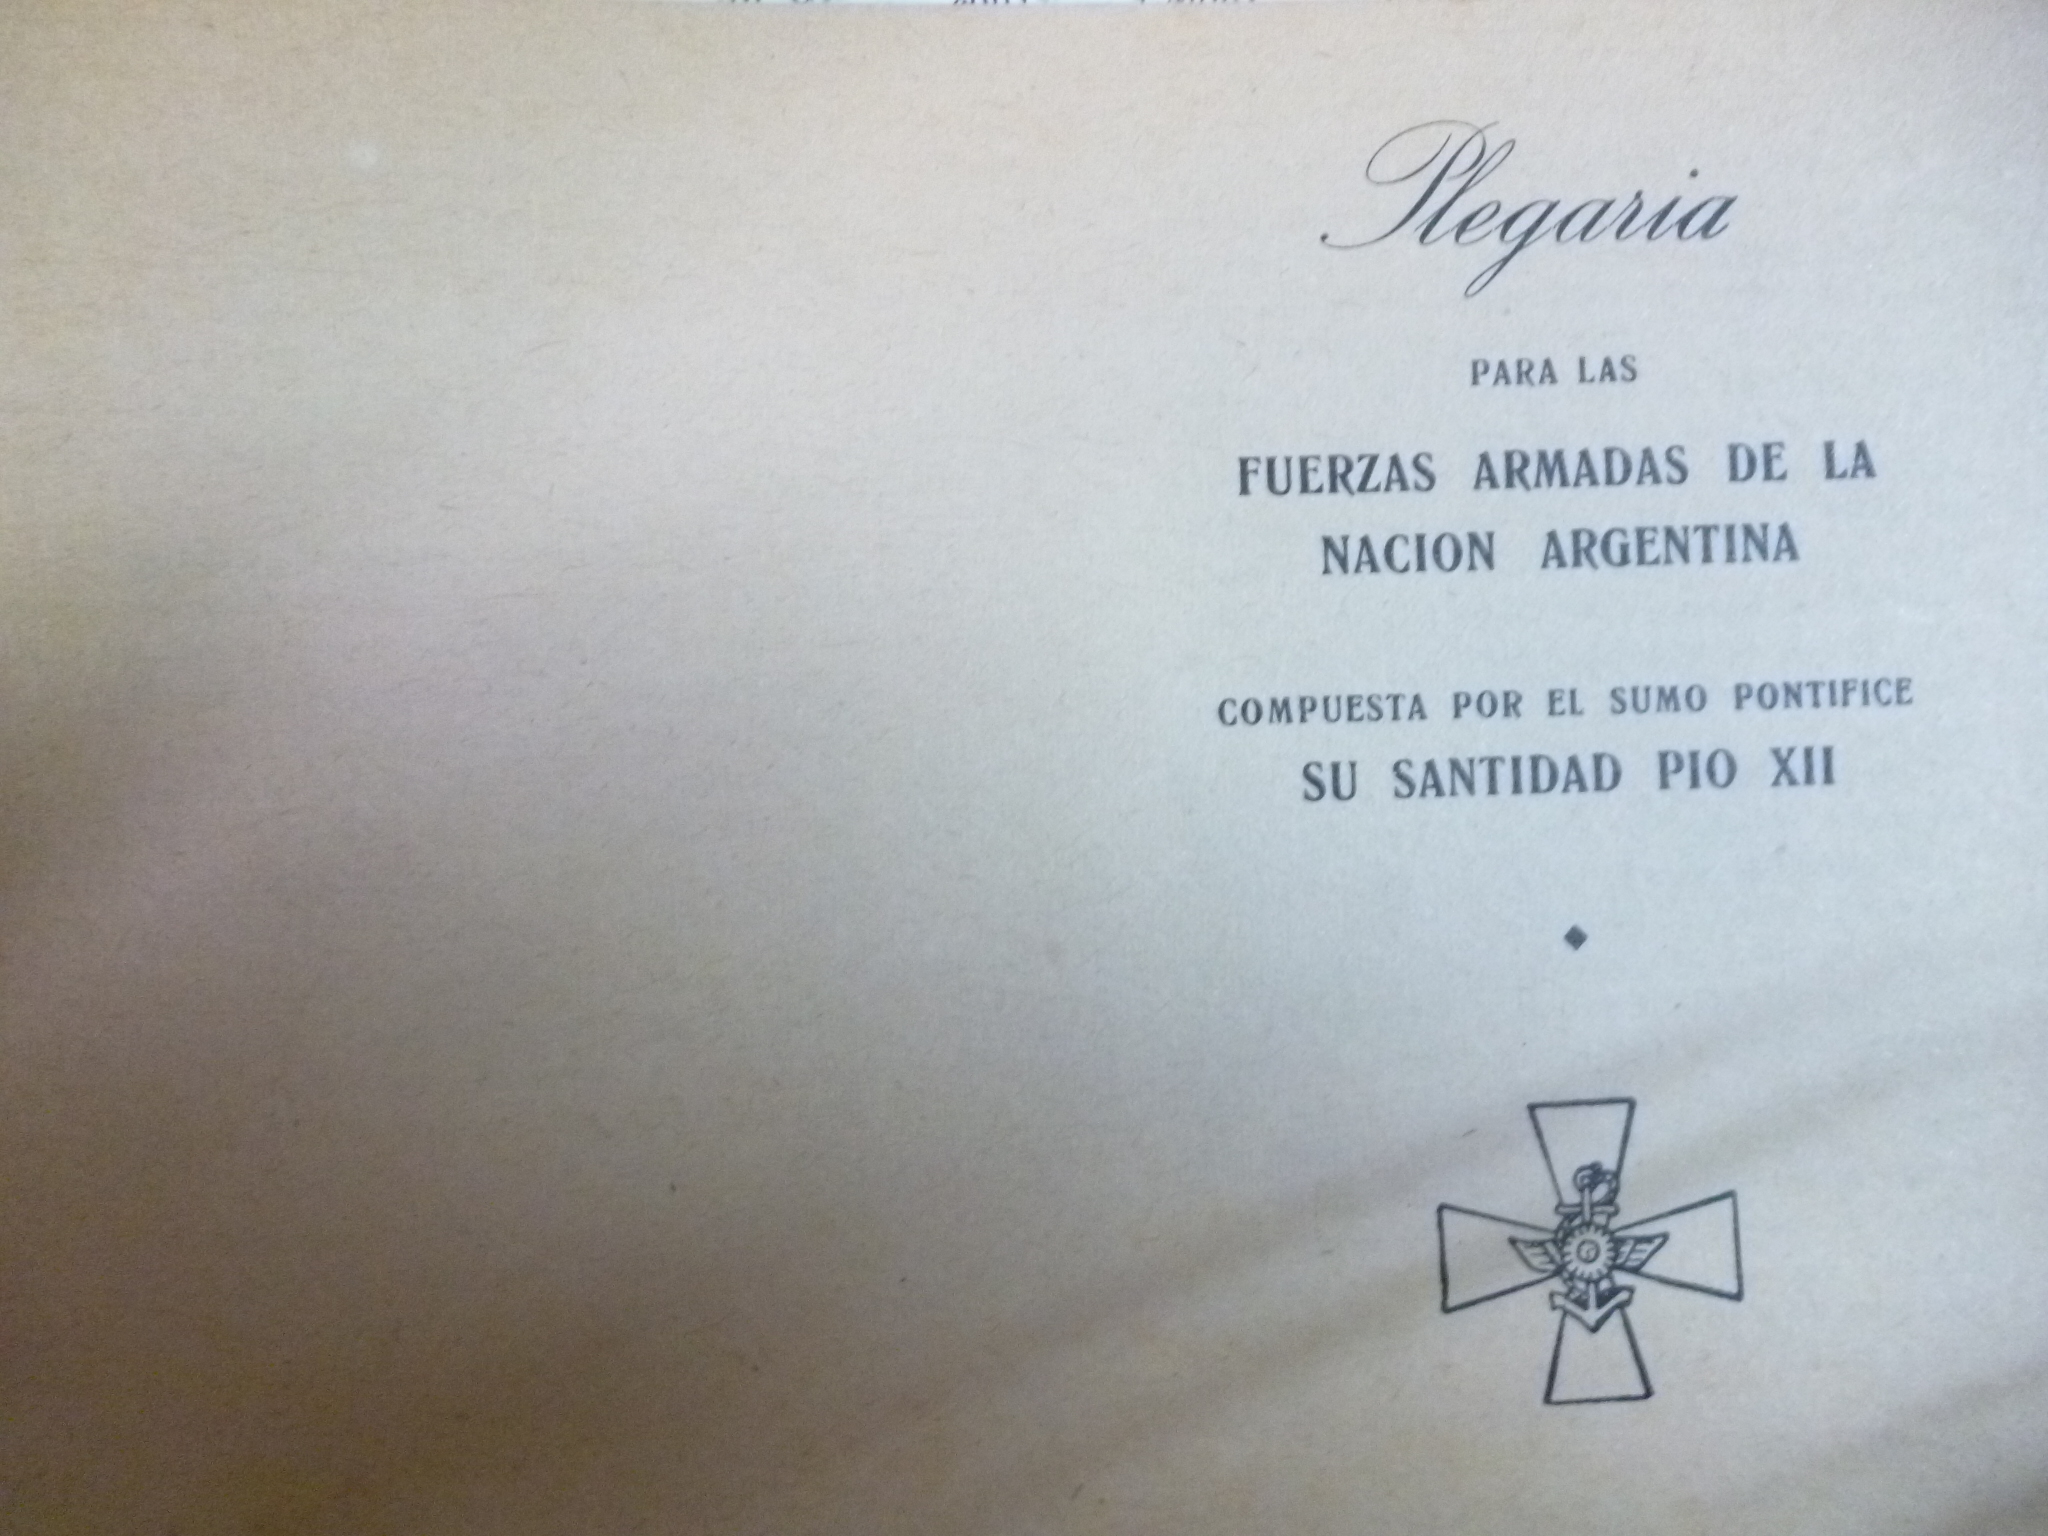 Plegaria
PARA LAS
FUERZAS ARMADAS DE LA
NACION ARGENTINA
COMPUESTA POR EL SUMO PONTIFICE
SU SANTIDAD PIO XII